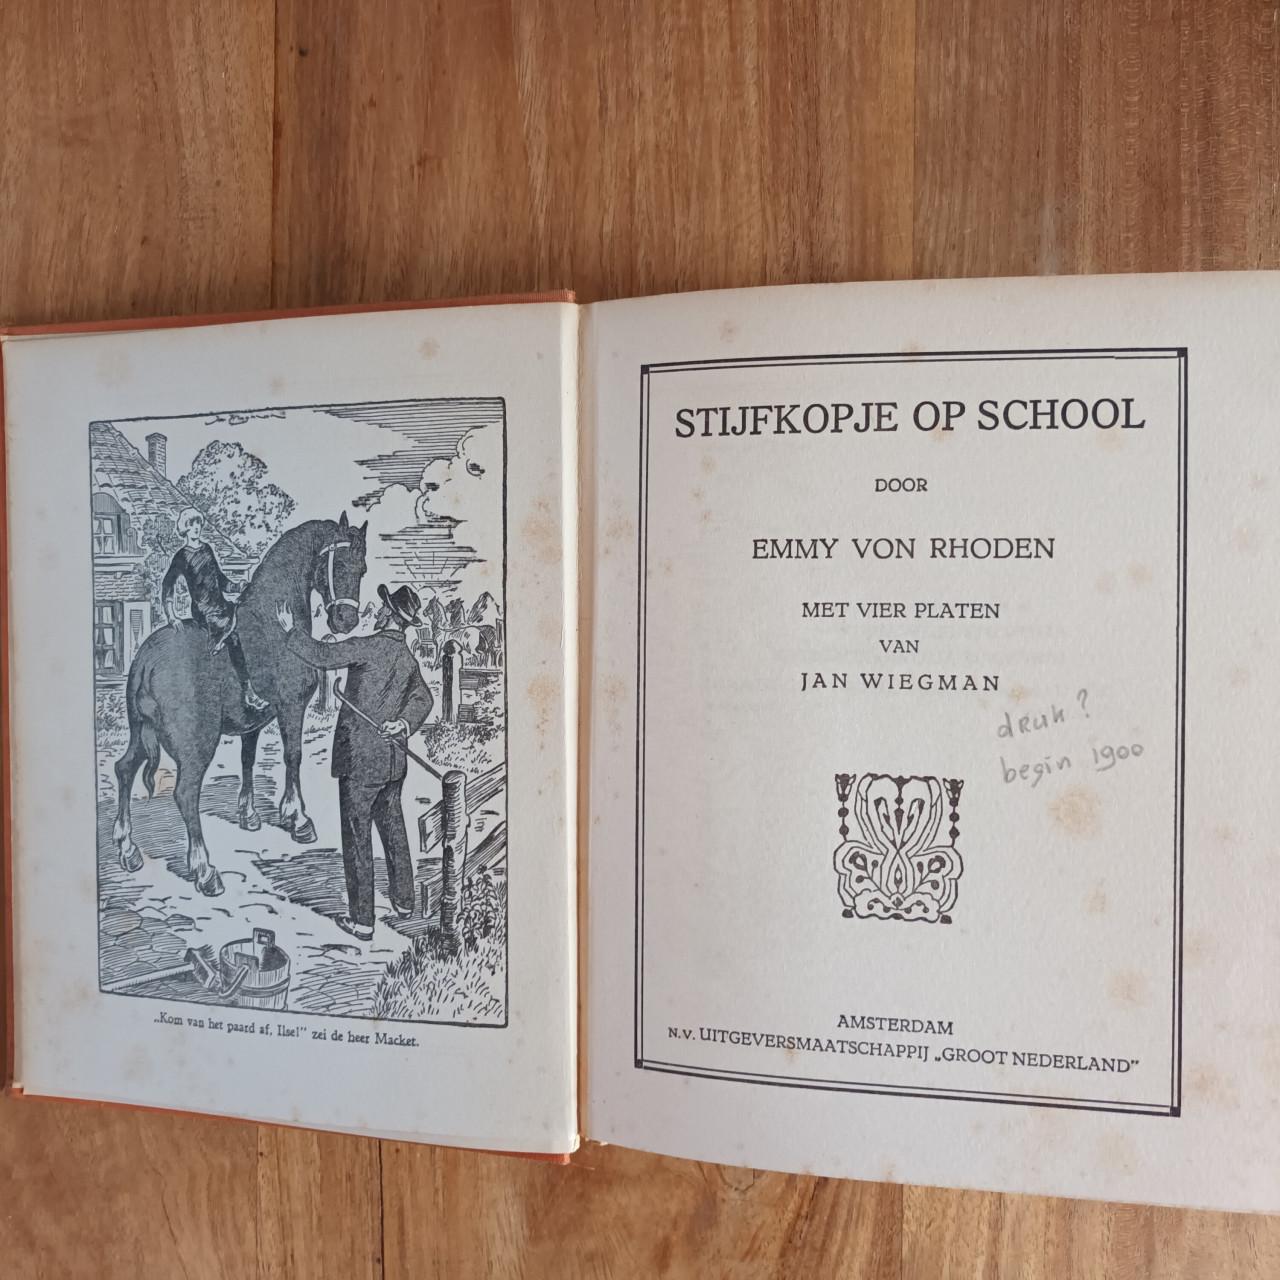 „Kom van het paard af, Ilse!” zei de heer Macket.
STIJFKOPJE OP SCHOOL
DOOR
EMMY VON RHODEN
MET VIER PLATEN
VAN
JAN WIEGMAN
druk?
begin 1900
AMSTERDAM
N.V. UITGEVERSMAATSCHAPPIJ „GROOT NEDERLAND”